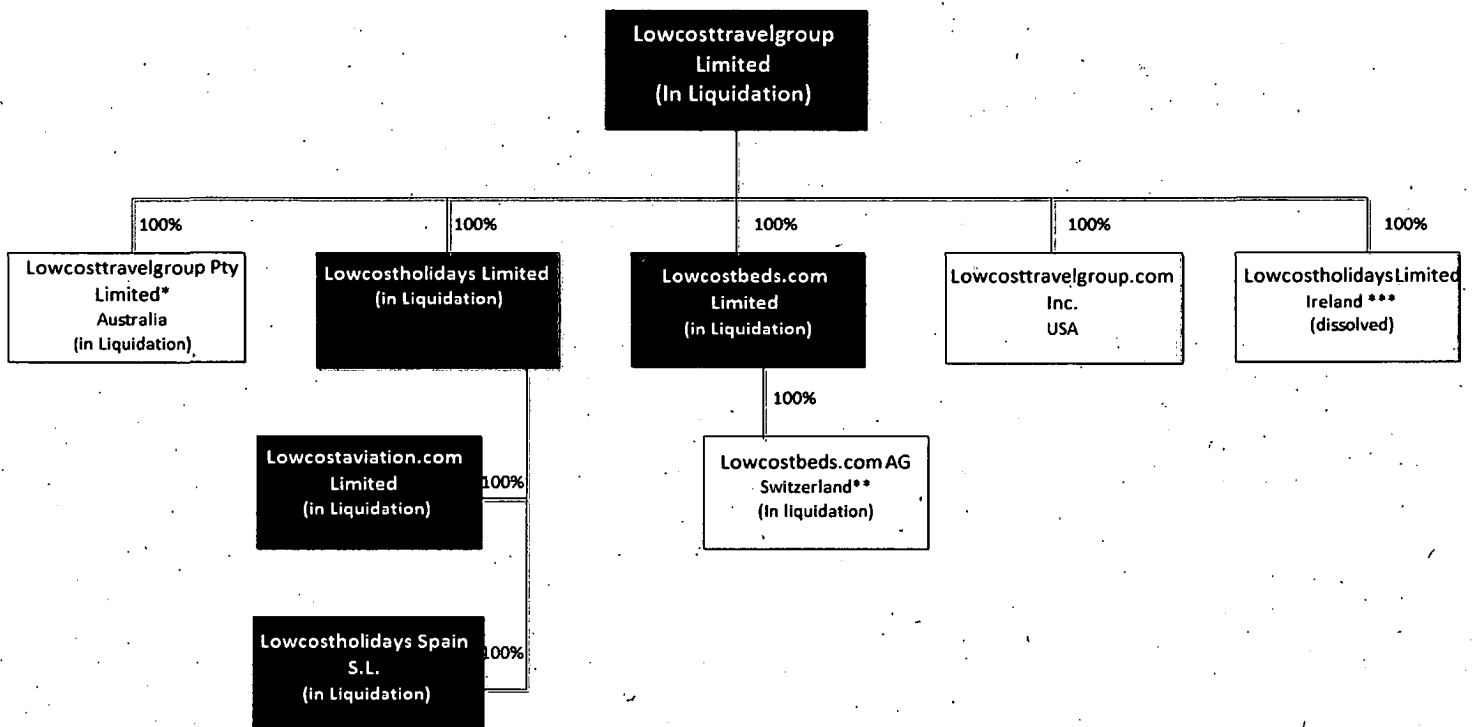 Lowcosttravelgroup
Limited
(In Liquidation)
100%
100%
100%
100%
100%
Lowcosttravelgroup Pty
Limited*
Australia
(in Liquidation)
Lowcostholidays Limited
(in Liquidation)
Lowcostbeds.com
Limited
(in Liquidation)
Lowcosttravelgroup.com
Inc.
USA
Lowcostholidays Limited
Ireland ***
(dissolved)
100%
Lowcostaviation.com
Limited
(in Liquidation)
100%
Lowcostbeds.com AG
Switzerland**
(In liquidation)
Lowcostholidays Spain
S.L.
(in Liquidation)
100%